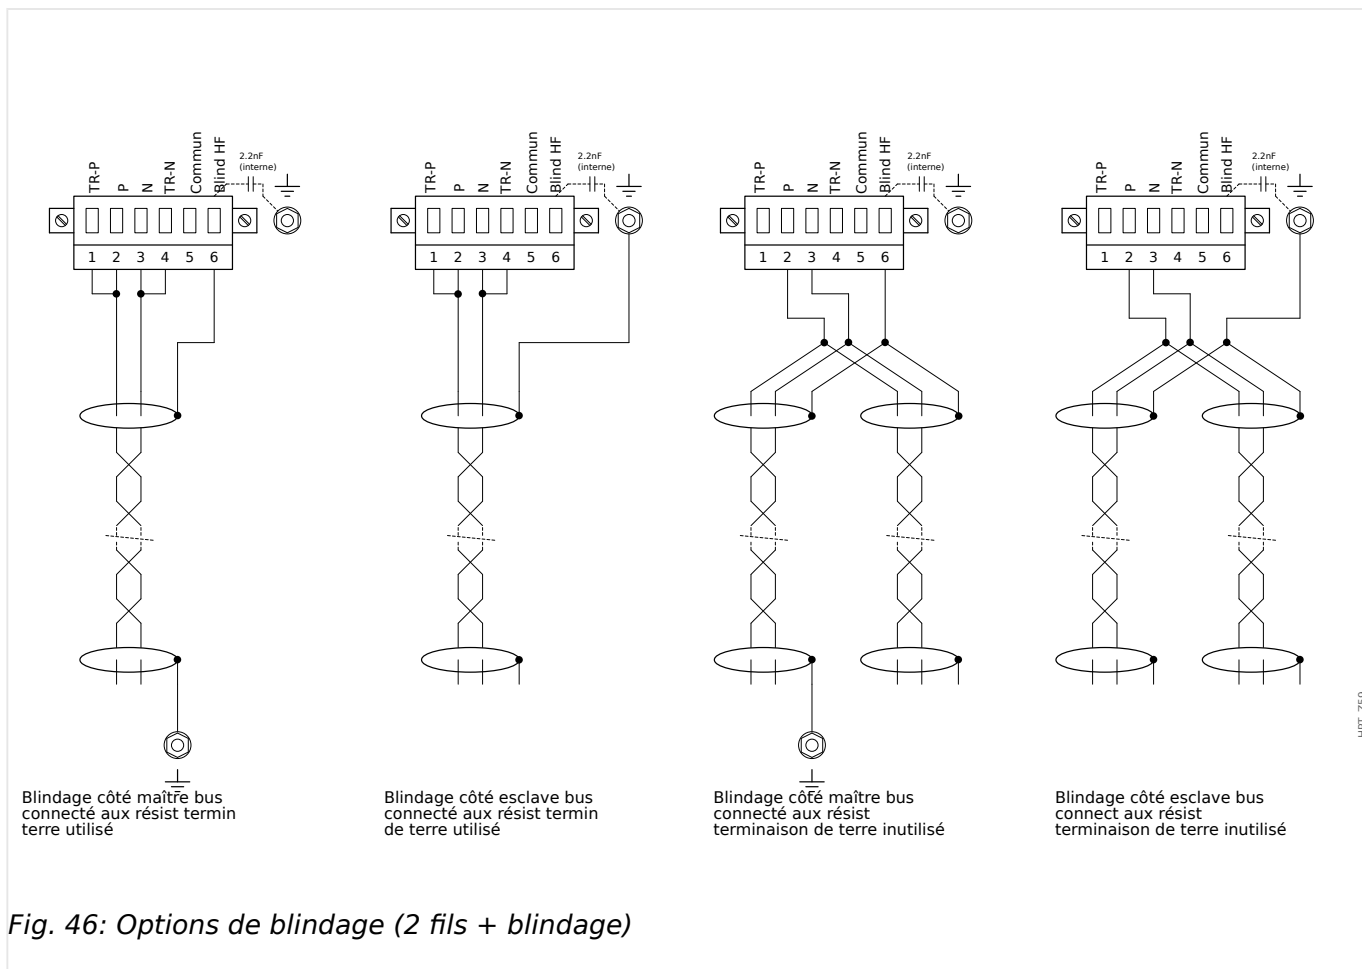 TR-P
P
N
TR-N
Commun
Blind HF
2.2nF
(interne)
1 2 3 4 5 6
Blindage côté maître bus
connecté aux résist termin
terre utilisé
TR-P
P
N
TR-N
Commun
Blind HF
2.2nF
(interne)
1 2 3 4 5 6
Blindage côté esclave bus
connecté aux résist termin
de terre utilisé
TR-P
P
N
TR-N
Commun
Blind HF
2.2nF
(interne)
1 2 3 4 5 6
Blindage côté maître bus
connecté aux résist
terminaison de terre inutilisé
TR-P
P
N
TR-N
Commun
Blind HF
2.2nF
(interne)
1 2 3 4 5 6
Blindage côté esclave bus
connect aux résist
terminaison de terre inutilisé
Fig. 46: Options de blindage (2 fils + blindage)